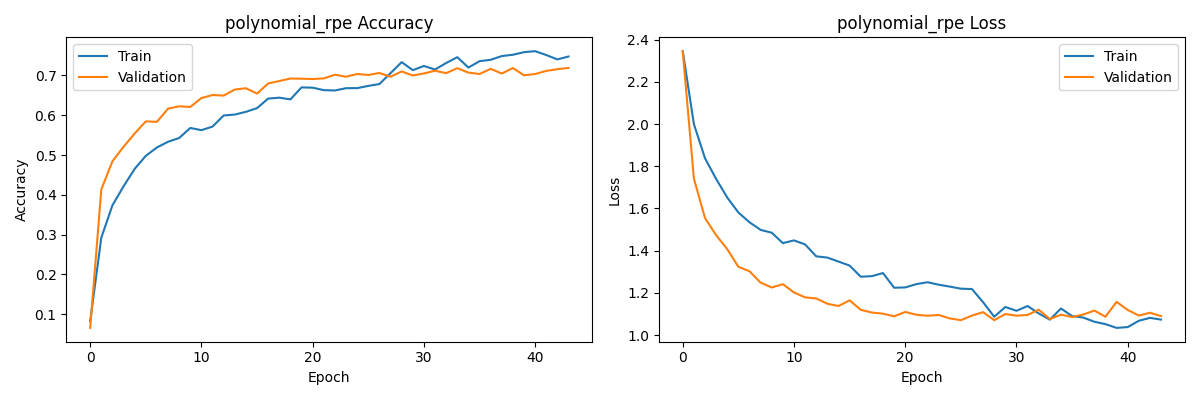 polynomial_rpe Accuracy
Train
Validation
0.7
0.6
0.5
0.4
0.3
0.2
0.1
Accuracy
0 10 20 30 40
Epoch
polynomial_rpe Loss
Train
Validation
2.4
2.2
2.0
1.8
1.6
1.4
1.2
1.0
Loss
0 10 20 30 40
Epoch